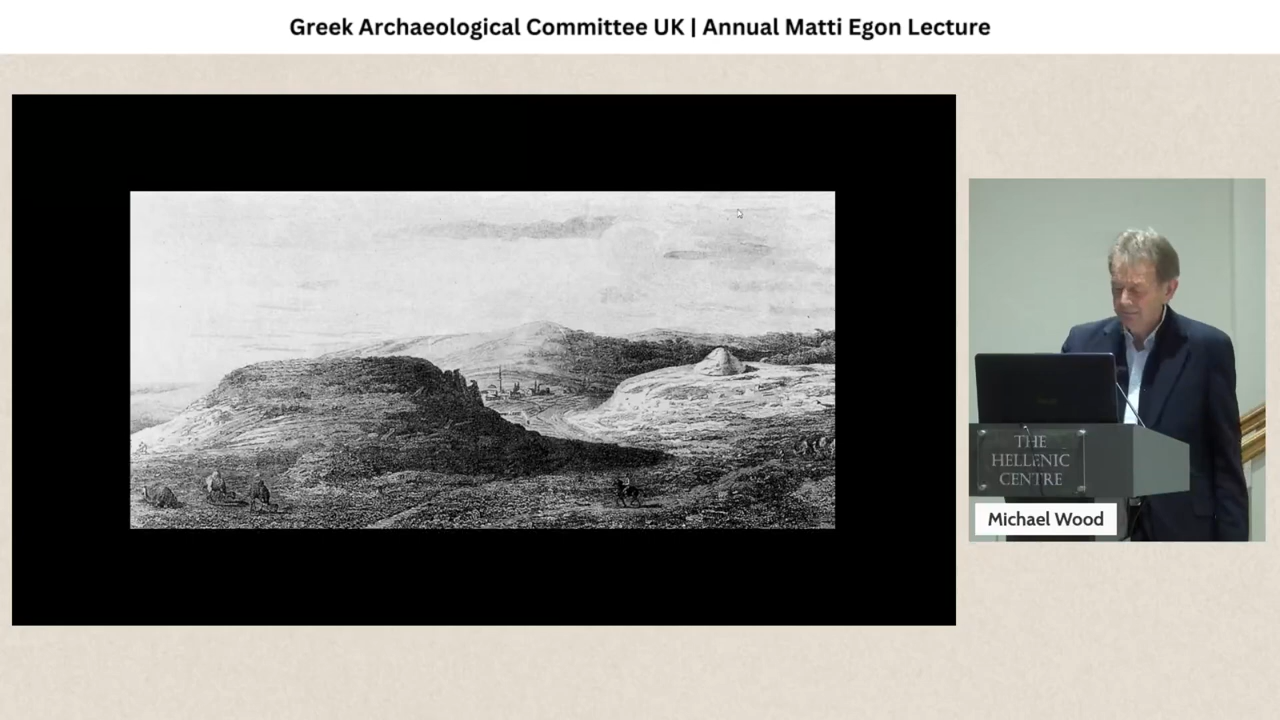 Greek Archaeological Committee UK | Annual Matti Egon Lecture
THE
HELLENIC
CENTRE
Michael Wood